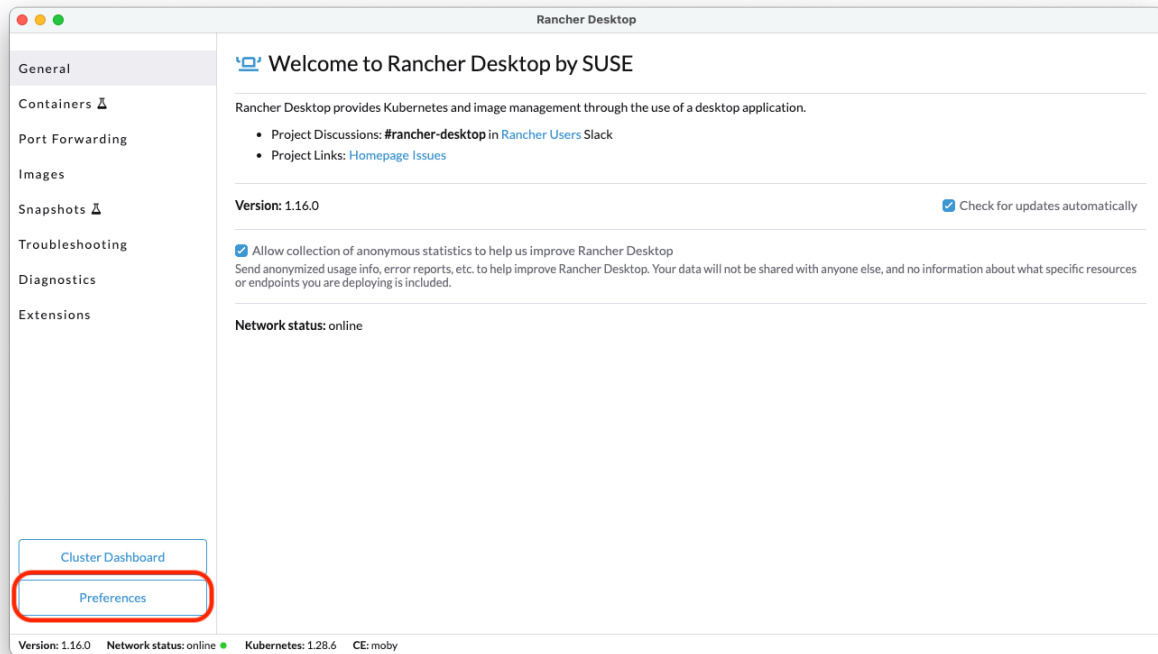 Rancher Desktop
General
Containers
Port Forwarding
Images
Snapshots
Troubleshooting
Diagnostics
Extensions
Cluster Dashboard
Preferences
Welcome to Rancher Desktop by SUSE
Rancher Desktop provides Kubernetes and image management through the use of a desktop application.
• Project Discussions: #rancher-desktop in Rancher Users Slack
• Project Links: Homepage Issues
Version: 1.16.0
Check for updates automatically
Allow collection of anonymous statistics to help us improve Rancher Desktop
Send anonymized usage info, error reports, etc. to help improve Rancher Desktop. Your data will not be shared with anyone else, and no information about what specific resources
or endpoints you are deploying is included.
Network status: online
Version: 1.16.0 Network status: online Kubernetes: 1.28.6 CE: moby